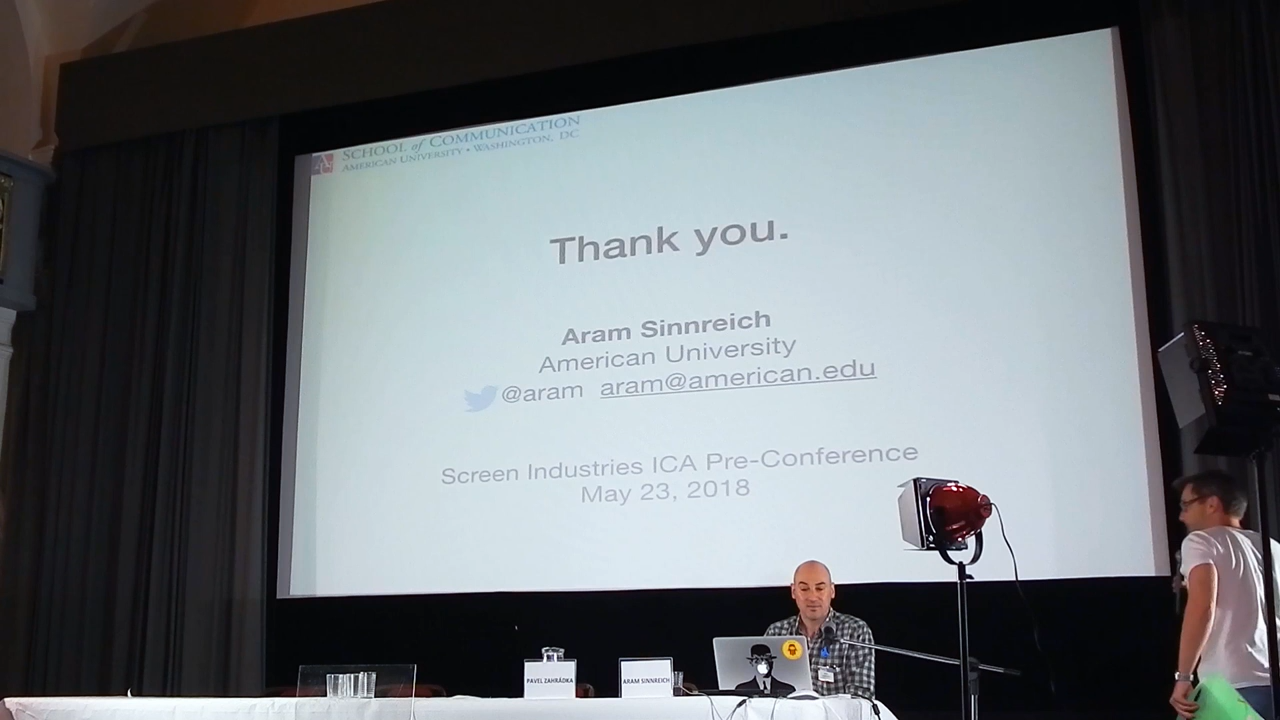 SCHOOL of COMMUNICATION
AMERICAN UNIVERSITY • WASHINGTON, DC
Thank you.
Aram Sinnreich
American University
@aram aram@american.edu
Screen Industries ICA Pre-Conference
May 23, 2018
PAVEL ZAHRÁDKA
ARAM SINNREICH